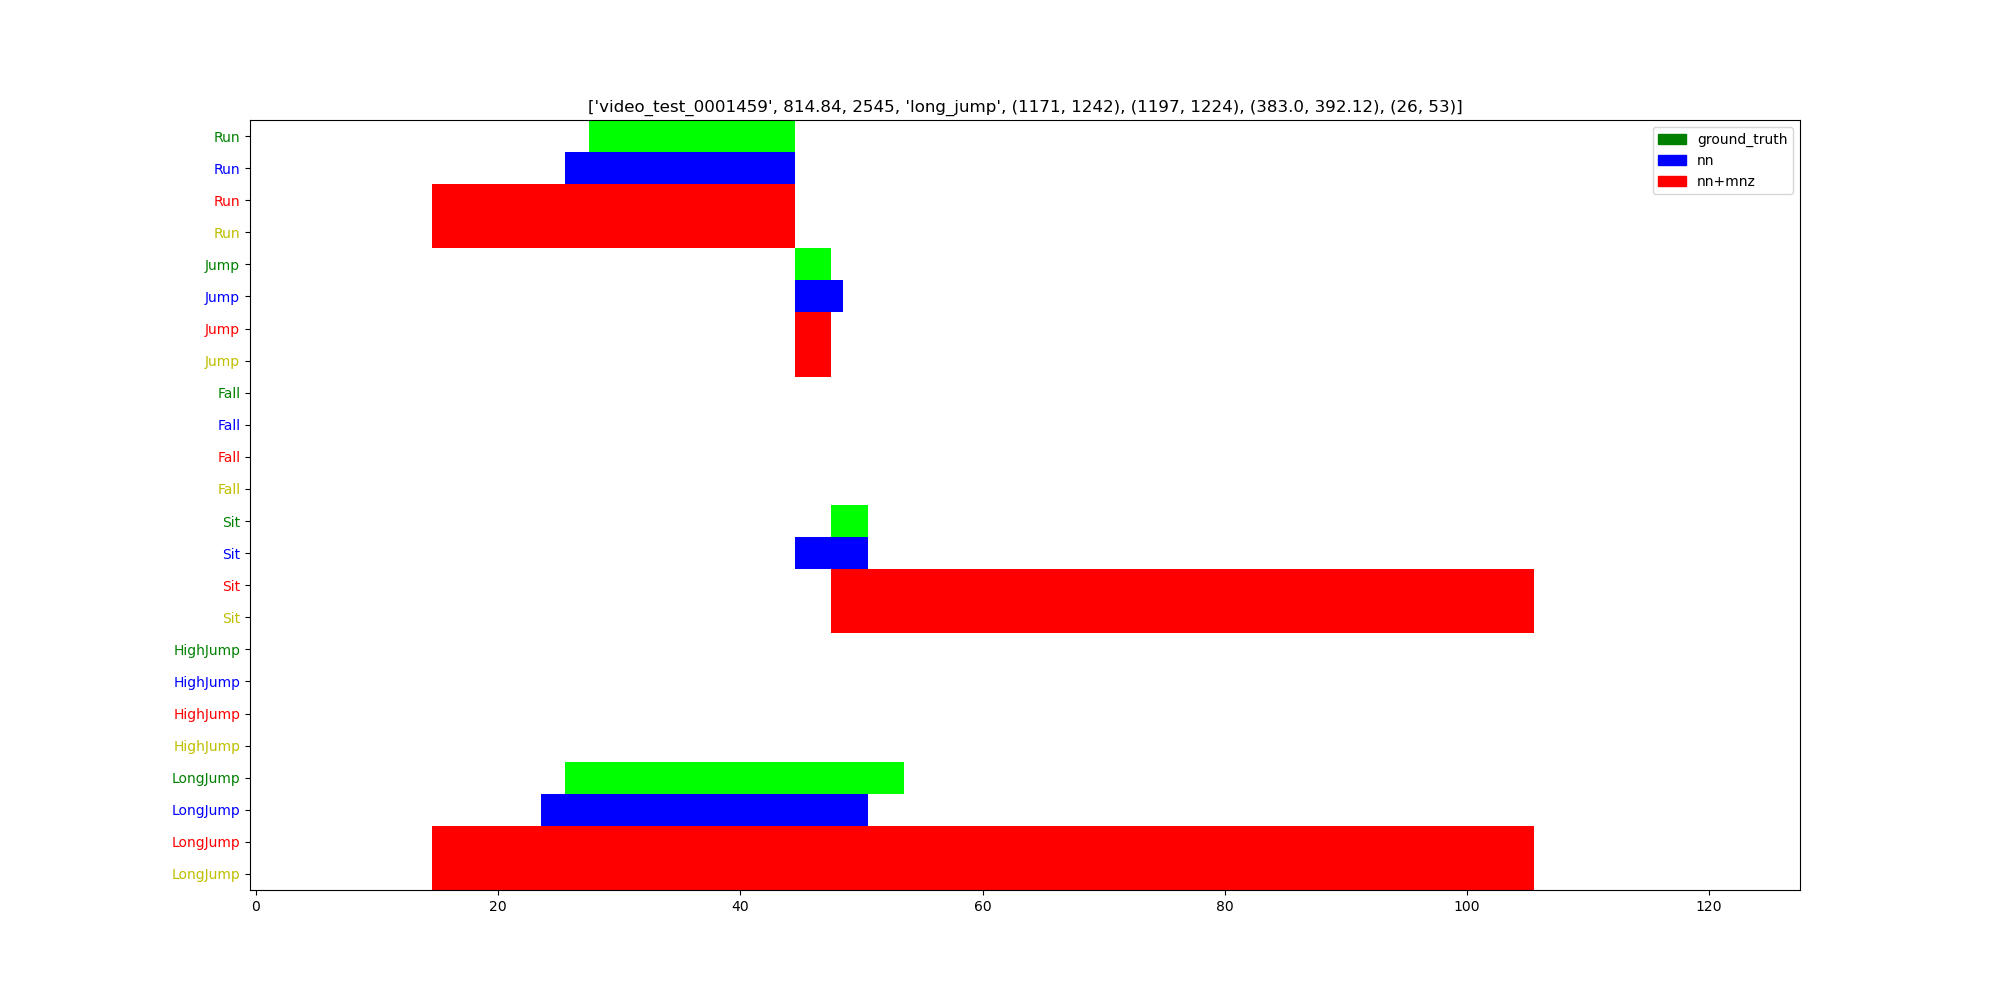 ['video_test_0001459', 814.84, 2545, 'long_jump', (1171, 1242), (1197, 1224), (383.0, 392.12), (26, 53)]
ground_truth
nn
nn+mnz
Run
Run
Run
Run
Jump
Jump
Jump
Jump
Fall
Fall
Fall
Fall
Sit
Sit
Sit
Sit
HighJump
HighJump
HighJump
HighJump
LongJump
LongJump
LongJump
LongJump
0 20 40 60 80 100 120